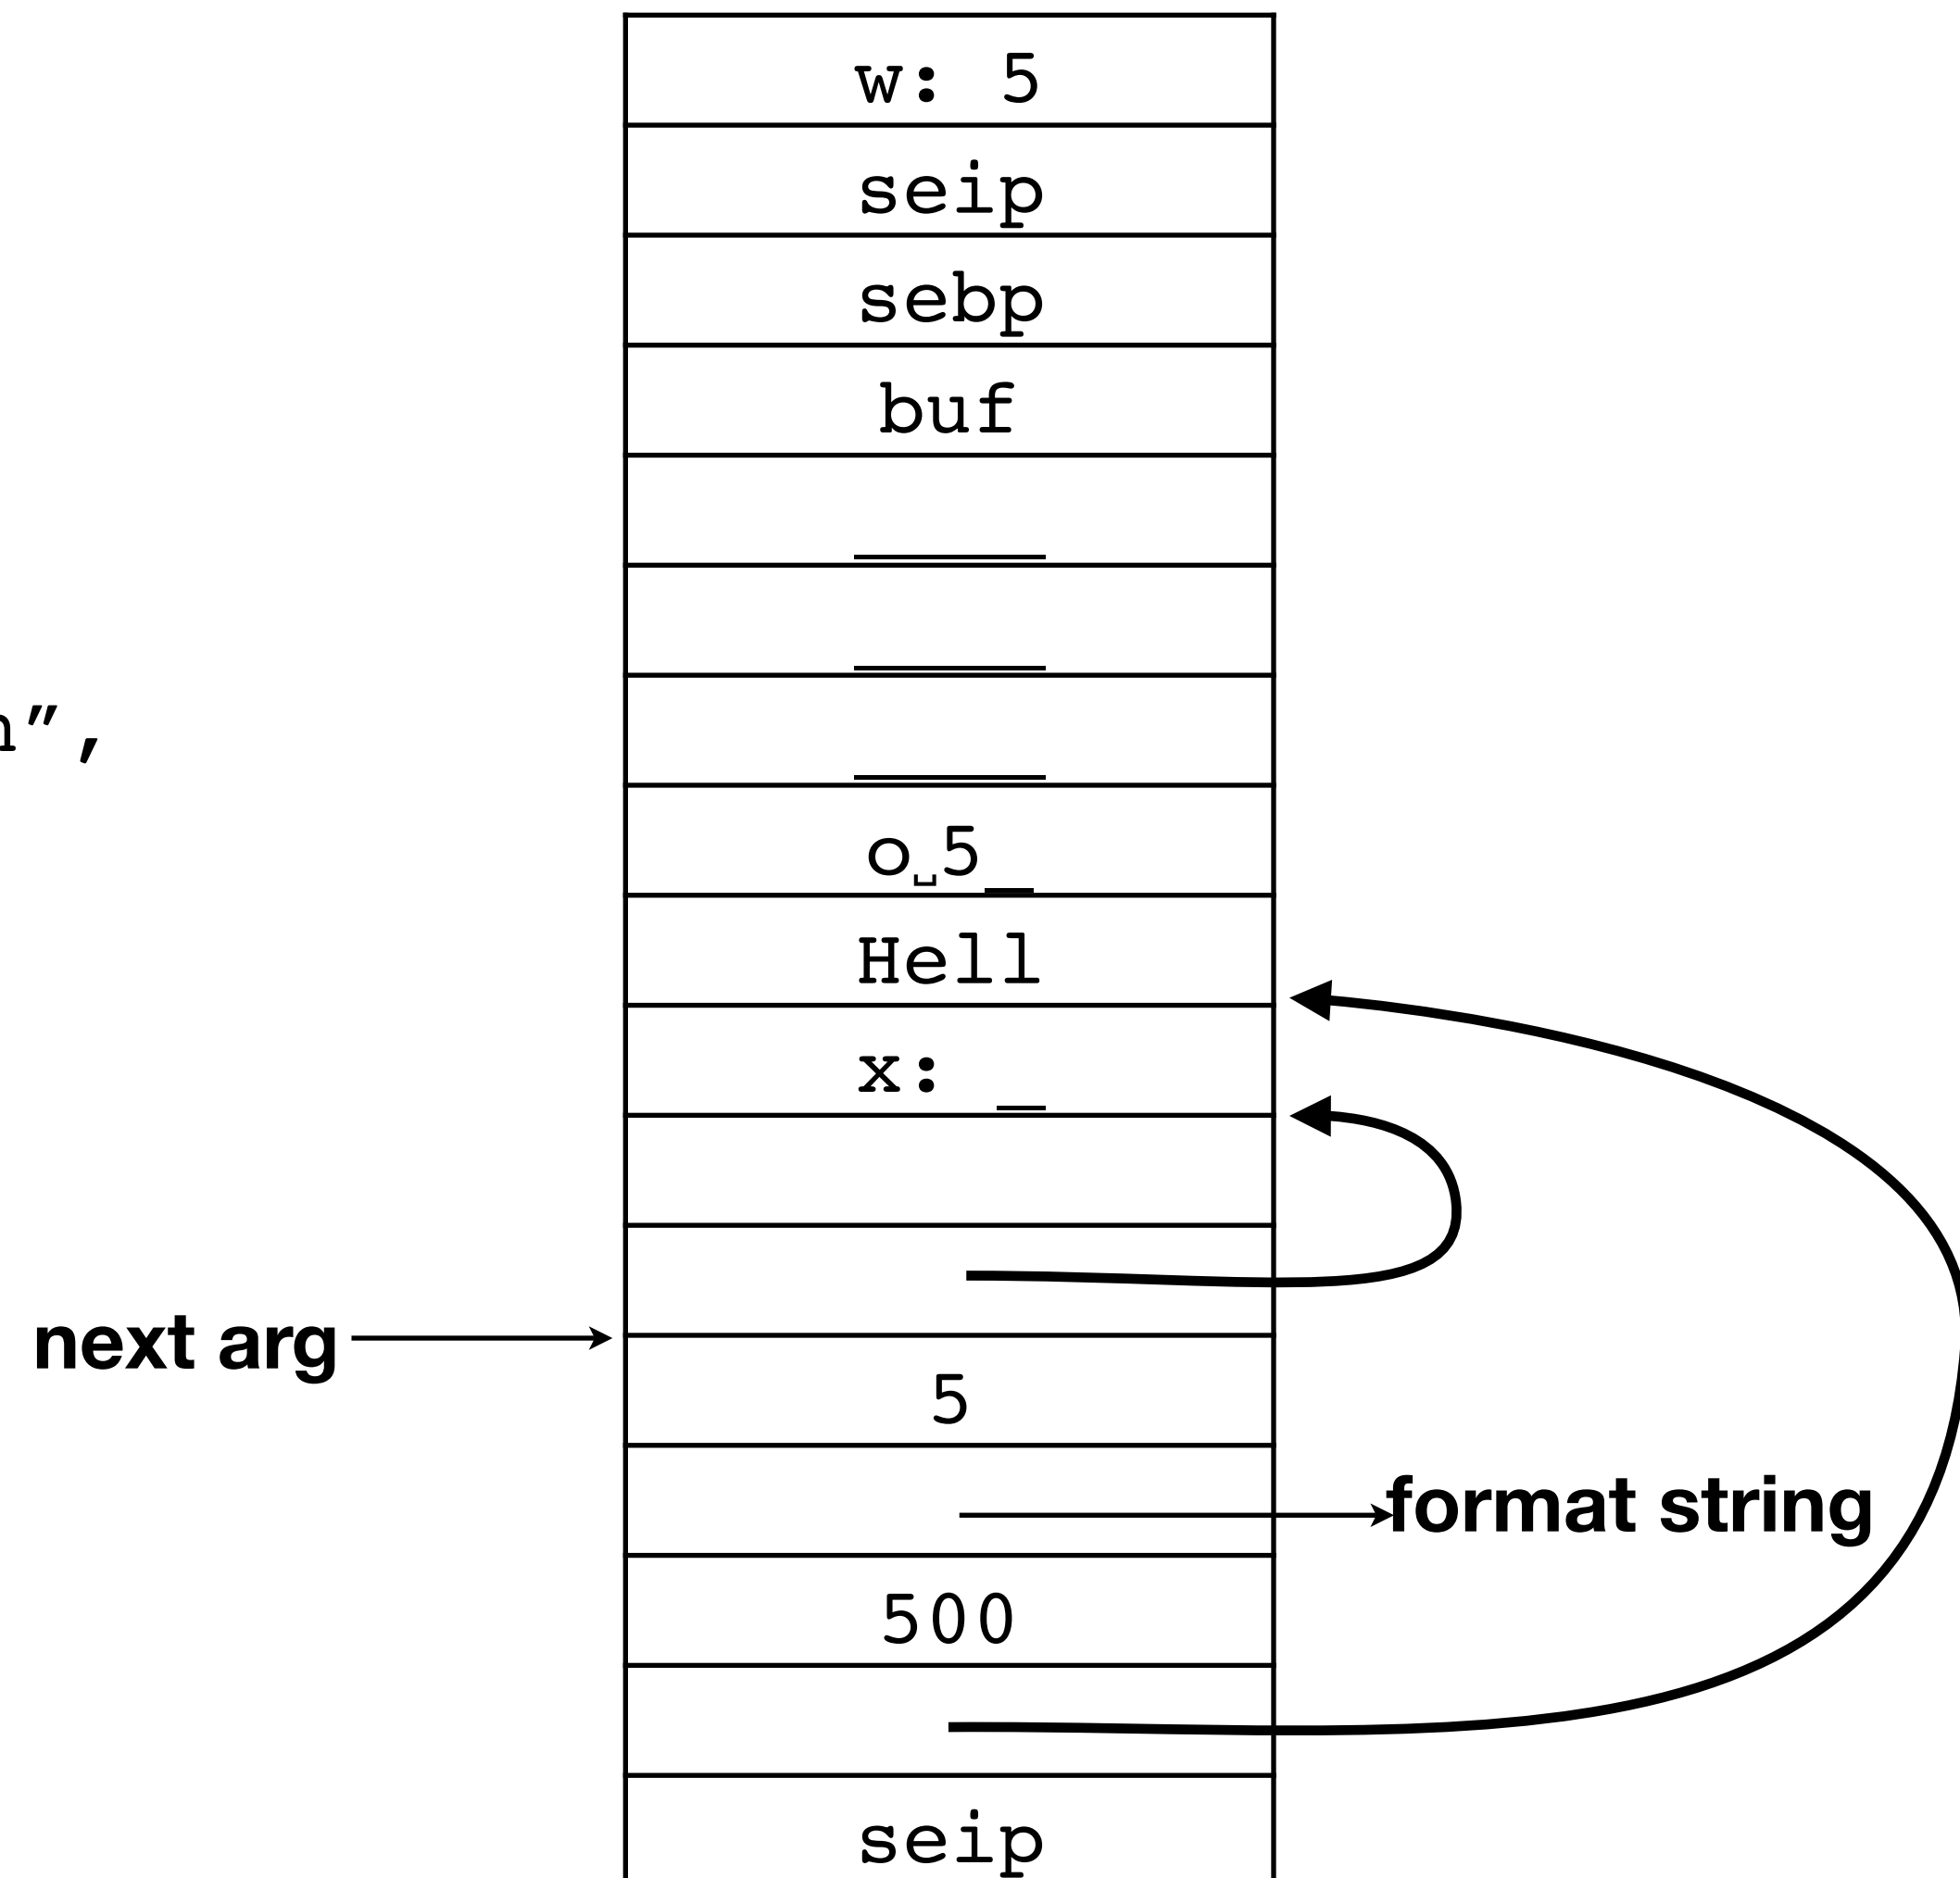 w: 5
seip
sebp
buf
____
____
n”,
____
o␣5_
Hell
x: _
next arg
5
format string
500
seip